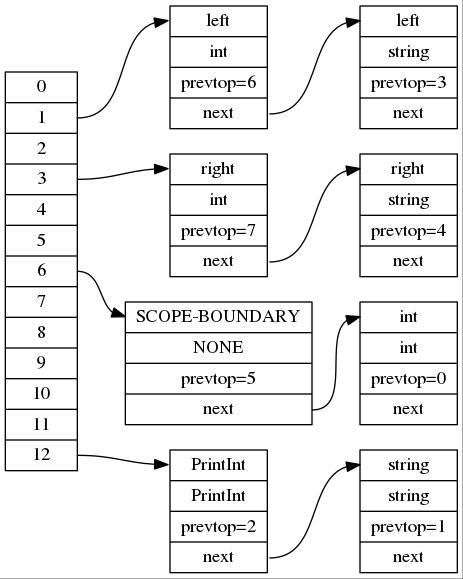 0
1
2
3
4
5
6
7
8
9
10
11
12
left
int
prevtop=6
next
left
string
prevtop=3
next
right
int
prevtop=7
next
right
string
prevtop=4
next
SCOPE-BOUNDARY
NONE
prevtop=5
next
int
int
prevtop=0
next
PrintInt
PrintInt
prevtop=2
next
string
string
prevtop=1
next